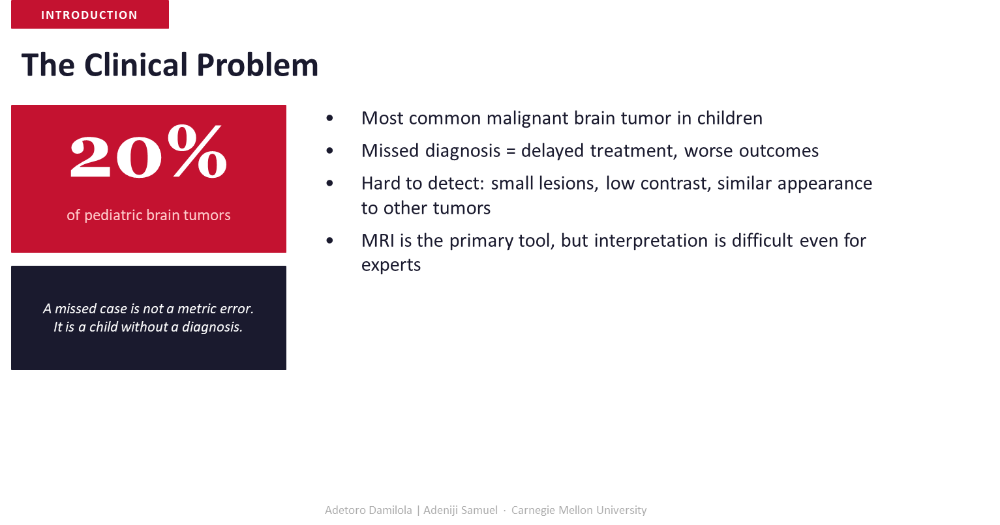 INTRODUCTION
The Clinical Problem
20%
of pediatric brain tumors
A missed case is not a metric error.
It is a child without a diagnosis.
• Most common malignant brain tumor in children
• Missed diagnosis = delayed treatment, worse outcomes
• Hard to detect: small lesions, low contrast, similar appearance
to other tumors
• MRI is the primary tool, but interpretation is difficult even for
experts
Adetoro Damilola | Adeniji Samuel · Carnegie Mellon University